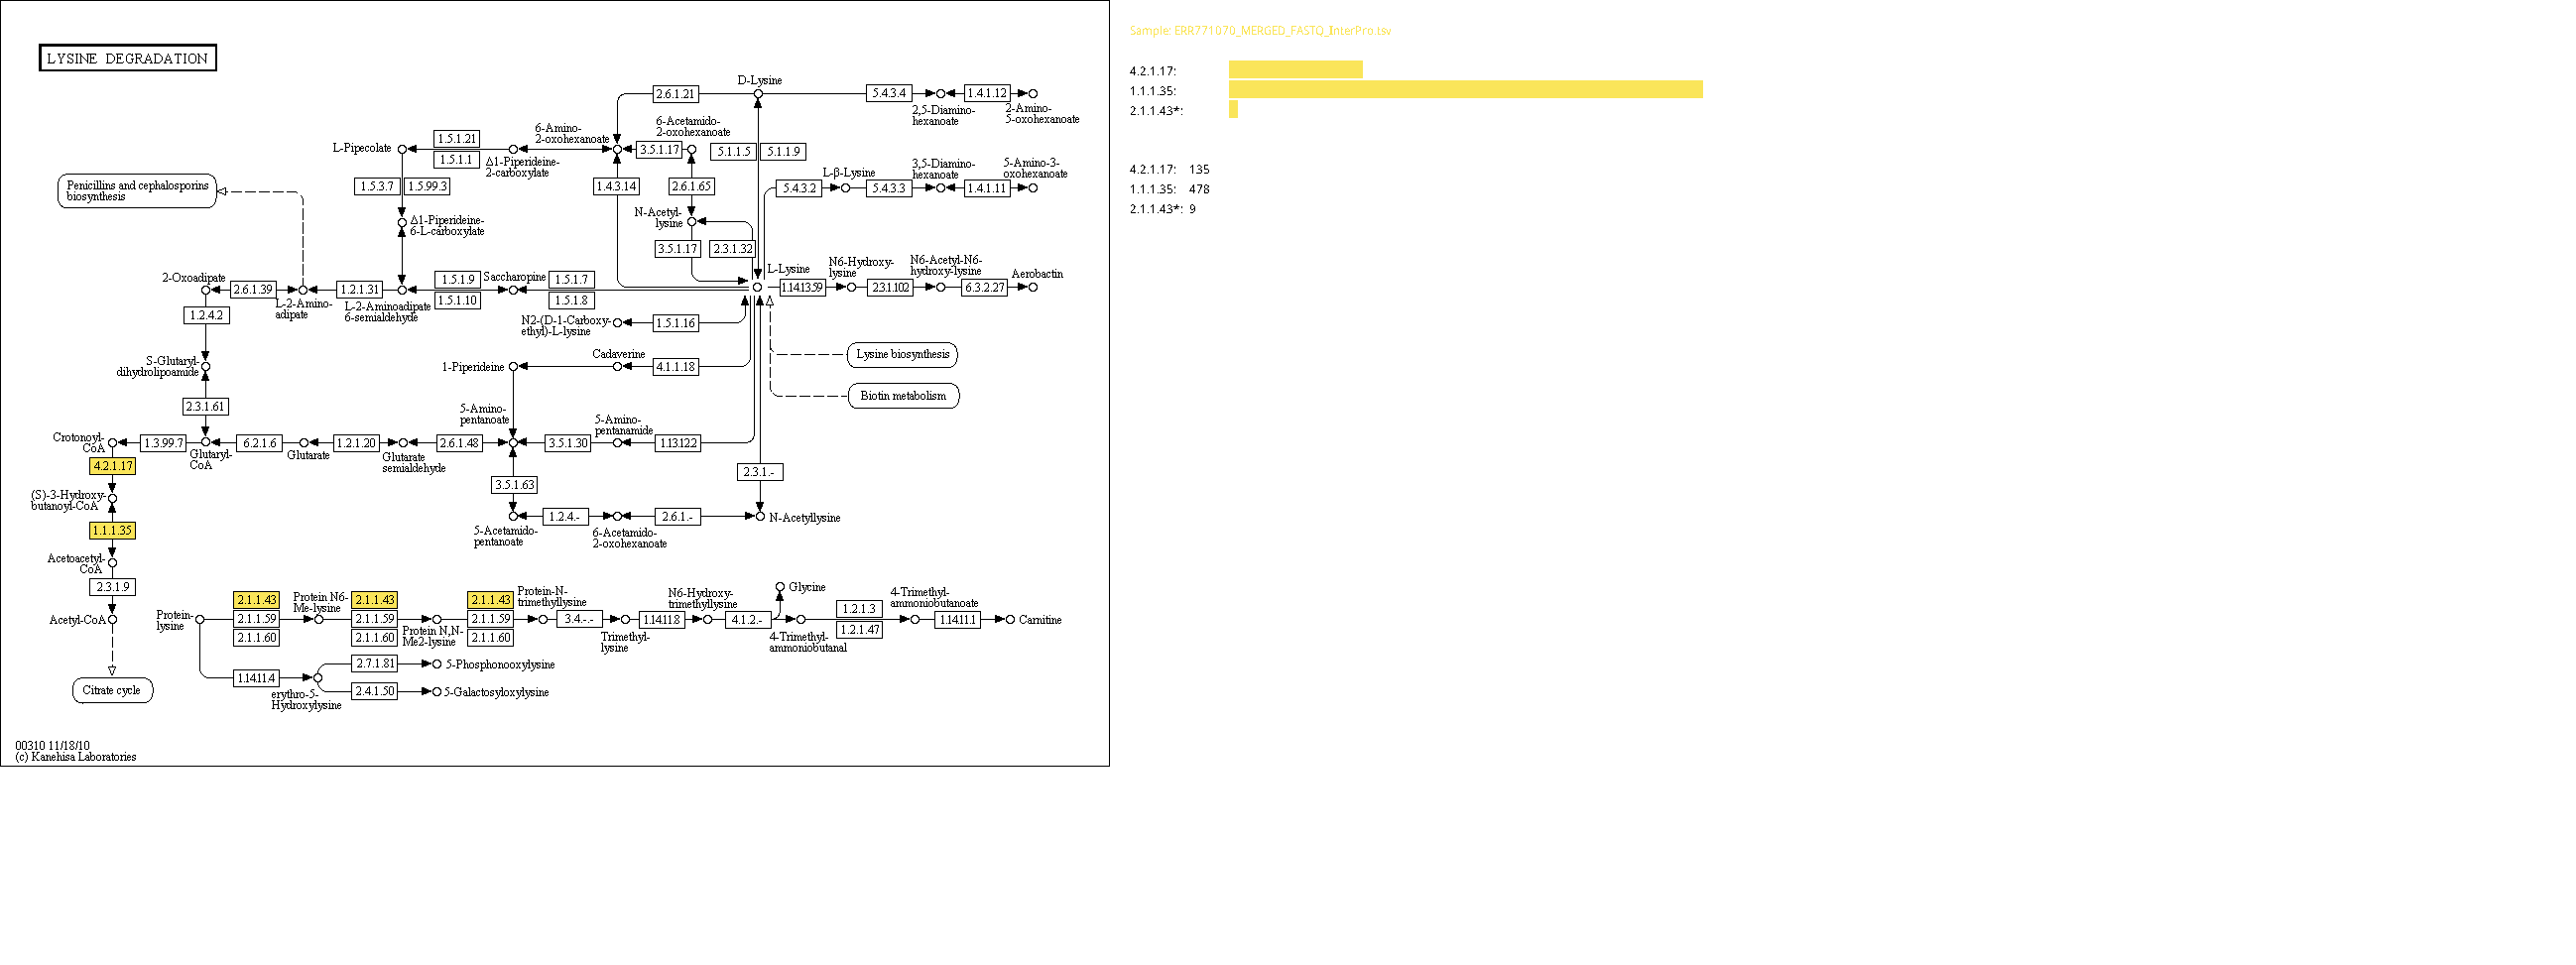 LYSINE DEGRADATION
D-Lysine
2.6.1.21
5.4.3.4
1.4.1.12
2,5-Diamino-
hexanoate
2-Amino-
5-oxohexanoate
6-Amino-
2-oxohexanoate
6-Acetamido-
2-oxohexanoate
1.5.1.21
L-Pipecolate
1.5.1.1
Δ1-Piperideine-
2-carboxylate
3.5.1.17
5.1.1.5
5.1.1.9
L-β-Lysine
3,5-Diamino-
hexanoate
5-Amino-3-
oxohexanoate
Penicillins and cephalosporins
biosynthesis
1.5.3.7
1.5.99.3
1.4.3.14
2.6.1.65
5.4.3.2
5.4.3.3
1.4.1.11
Δ1-Piperideine-
6-L-carboxylate
N-Acetyl-
lysine
3.5.1.17
2.3.1.32
2-Oxoadipate
2.6.1.39
L-2-Amino-
adipate
1.2.1.31
L-2-Aminoadipate
6-semialdehyde
1.5.1.9
1.5.1.10
Saccharopine
1.5.1.7
1.5.1.8
L-Lysine
1.14.13.59
N6-Hydroxy-
lysine
2.3.1.102
N6-Acetyl-N6-
hydroxy-lysine
6.3.2.27
Aerobactin
1.2.4.2
N2-(D-1-Carboxy-
ethyl)-L-lysine
1.5.1.16
S-Glutaryl-
dihydrolipoamide
1-Piperideine
Cadaverine
4.1.1.18
Lysine biosynthesis
Biotin metabolism
2.3.1.61
5-Amino-
pentanoate
5-Amino-
pentanamide
Crotonoyl-
CoA
1.3.99.7
Glutaryl-
CoA
6.2.1.6
Glutarate
1.2.1.20
Glutarate
semialdehyde
2.6.1.48
3.5.1.30
1.13.12.2
4.2.1.17
2.3.1.-
3.5.1.63
(S)-3-Hydroxy-
butanoyl-CoA
5-Acetamido-
pentanoate
1.2.4.-
6-Acetamido-
2-oxohexanoate
2.6.1.-
N-Acetyllysine
1.1.1.35
Acetoacetyl-
CoA
2.3.1.9
Acetyl-CoA
Citrate cycle
Protein-
lysine
2.1.1.43
2.1.1.59
2.1.1.60
Protein N6-
Me-lysine
2.1.1.43
2.1.1.59
2.1.1.60
Protein N,N-
Me2-lysine
2.1.1.43
2.1.1.59
2.1.1.60
Protein-N-
trimethyllysine
3.4.-.-
Trimethyl-
lysine
1.14.11.8
N6-Hydroxy-
trimethyllysine
4.1.2.-
Glycine
4-Trimethyl-
ammoniobutanal
1.2.1.3
1.2.1.47
4-Trimethyl-
ammoniobutanoate
1.14.11.1
Carnitine
1.14.11.4
erythro-5-
Hydroxylysine
2.7.1.81
5-Phosphonooxylysine
2.4.1.50
5-Galactosyloxylysine
00310 11/18/10
(c) Kanehisa Laboratories
Sample: ERR771070_MERGED_FASTQ_InterPro.tsv
4.2.1.17:
1.1.1.35:
2.1.1.43*:
4.2.1.17: 135
1.1.1.35: 478
2.1.1.43*: 9